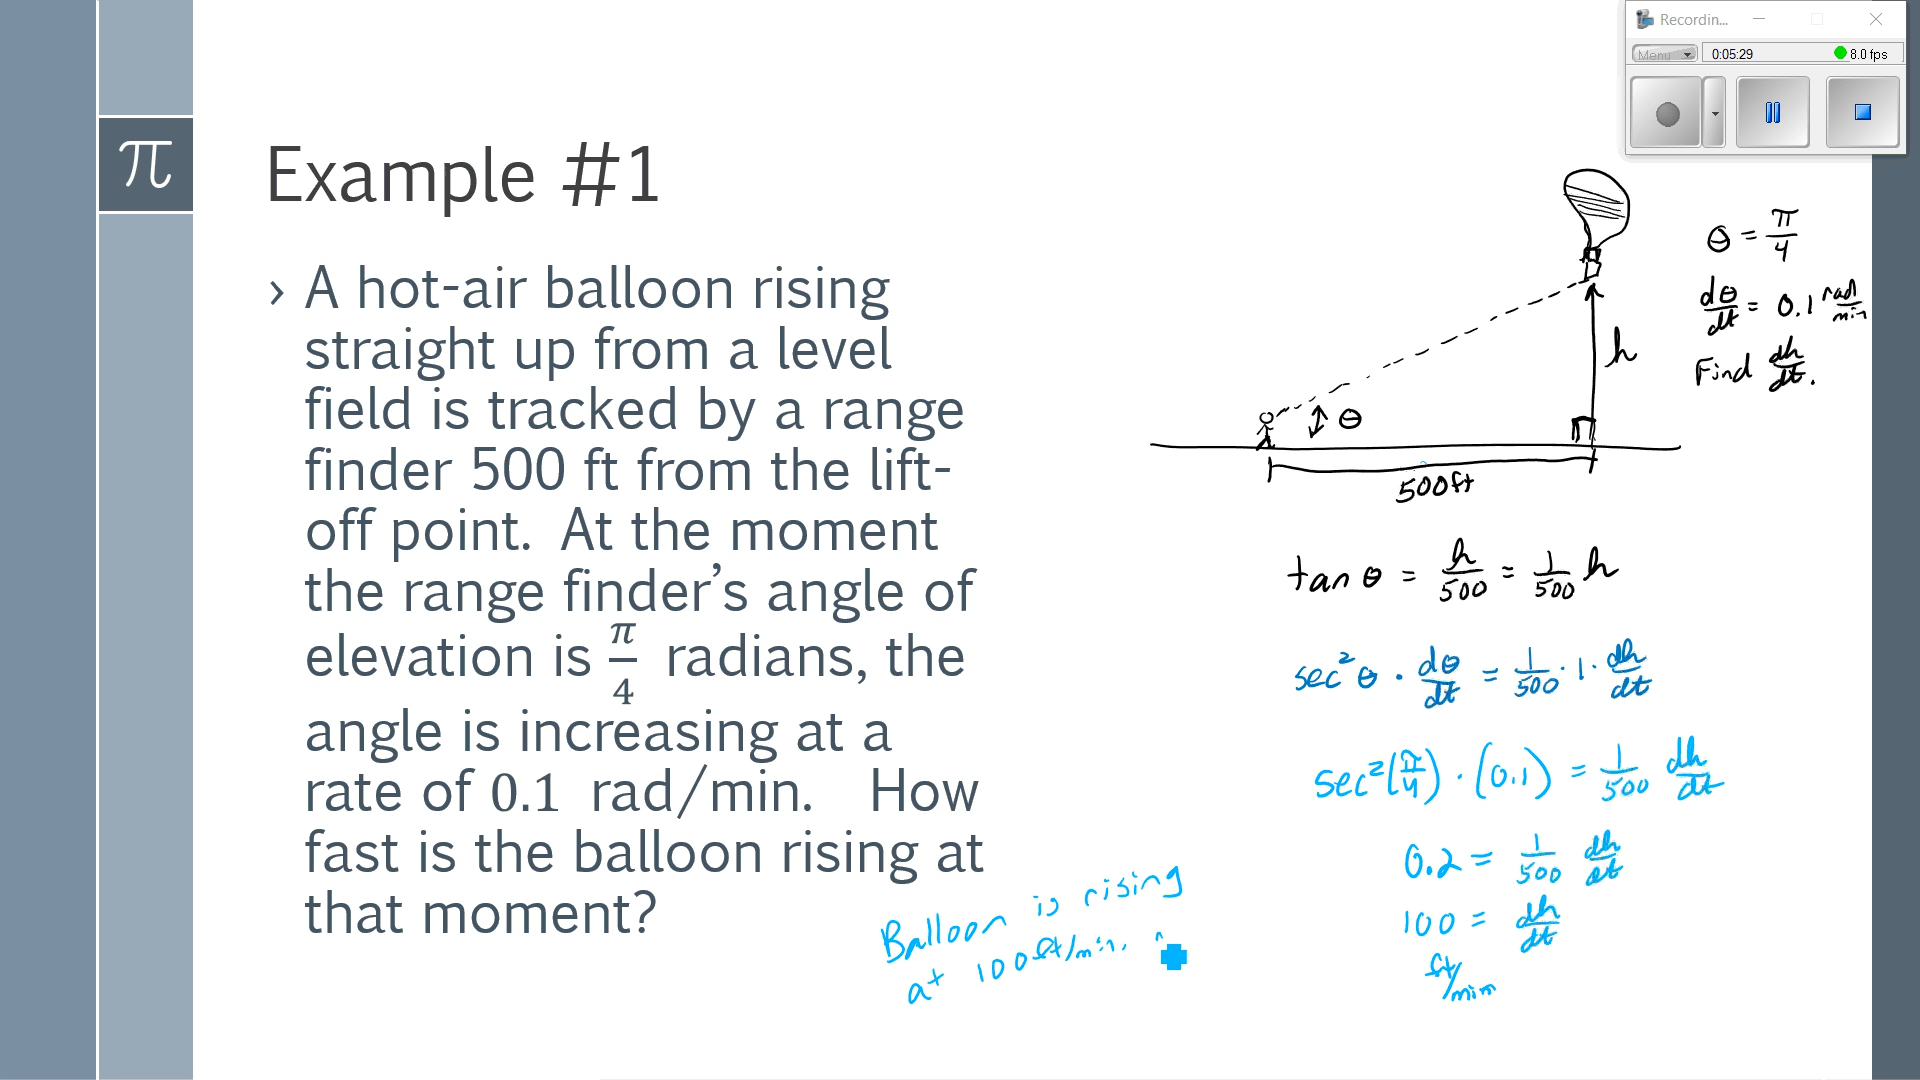 Recordin...
Menu 0:05:29 8.0 fps
π
Example #1
› A hot-air balloon rising
straight up from a level
field is tracked by a range
finder 500 ft from the lift-
off point. At the moment
the range finder's angle of
elevation is π/4 radians, the
angle is increasing at a
rate of 0.1 rad/min. How
fast is the balloon rising at
that moment?
θ = π/4
dθ/dt = 0.1 rad/min
Find dh/dt.
h
θ
500ft
tan θ = h/500 = 1/500 h
sec² θ · dθ/dt = 1/500 · 1 · dh/dt
sec²(π/4) · (0.1) = 1/500 dh/dt
0.2 = 1/500 dh/dt
100 = dh/dt
ft/min
Balloon is rising
at 100 ft/min.